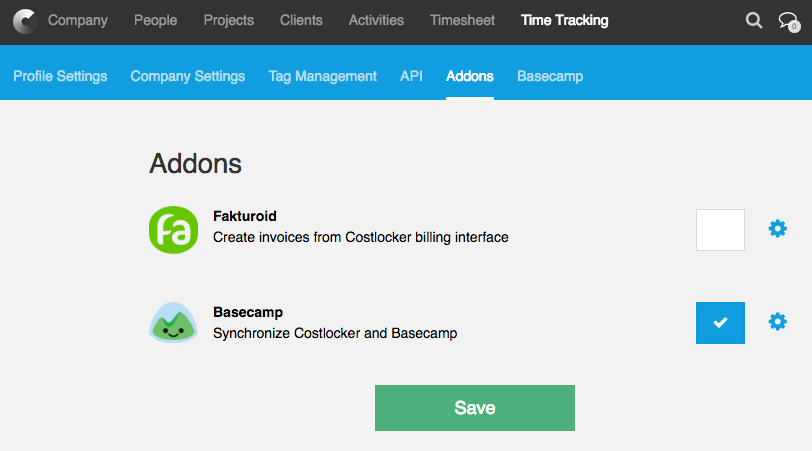 Company People Projects Clients Activities Timesheet Time Tracking 0
Profile Settings Company Settings Tag Management API Addons Basecamp
Addons
fa
Fakturoid
Create invoices from Costlocker billing interface
Basecamp
Synchronize Costlocker and Basecamp
Save